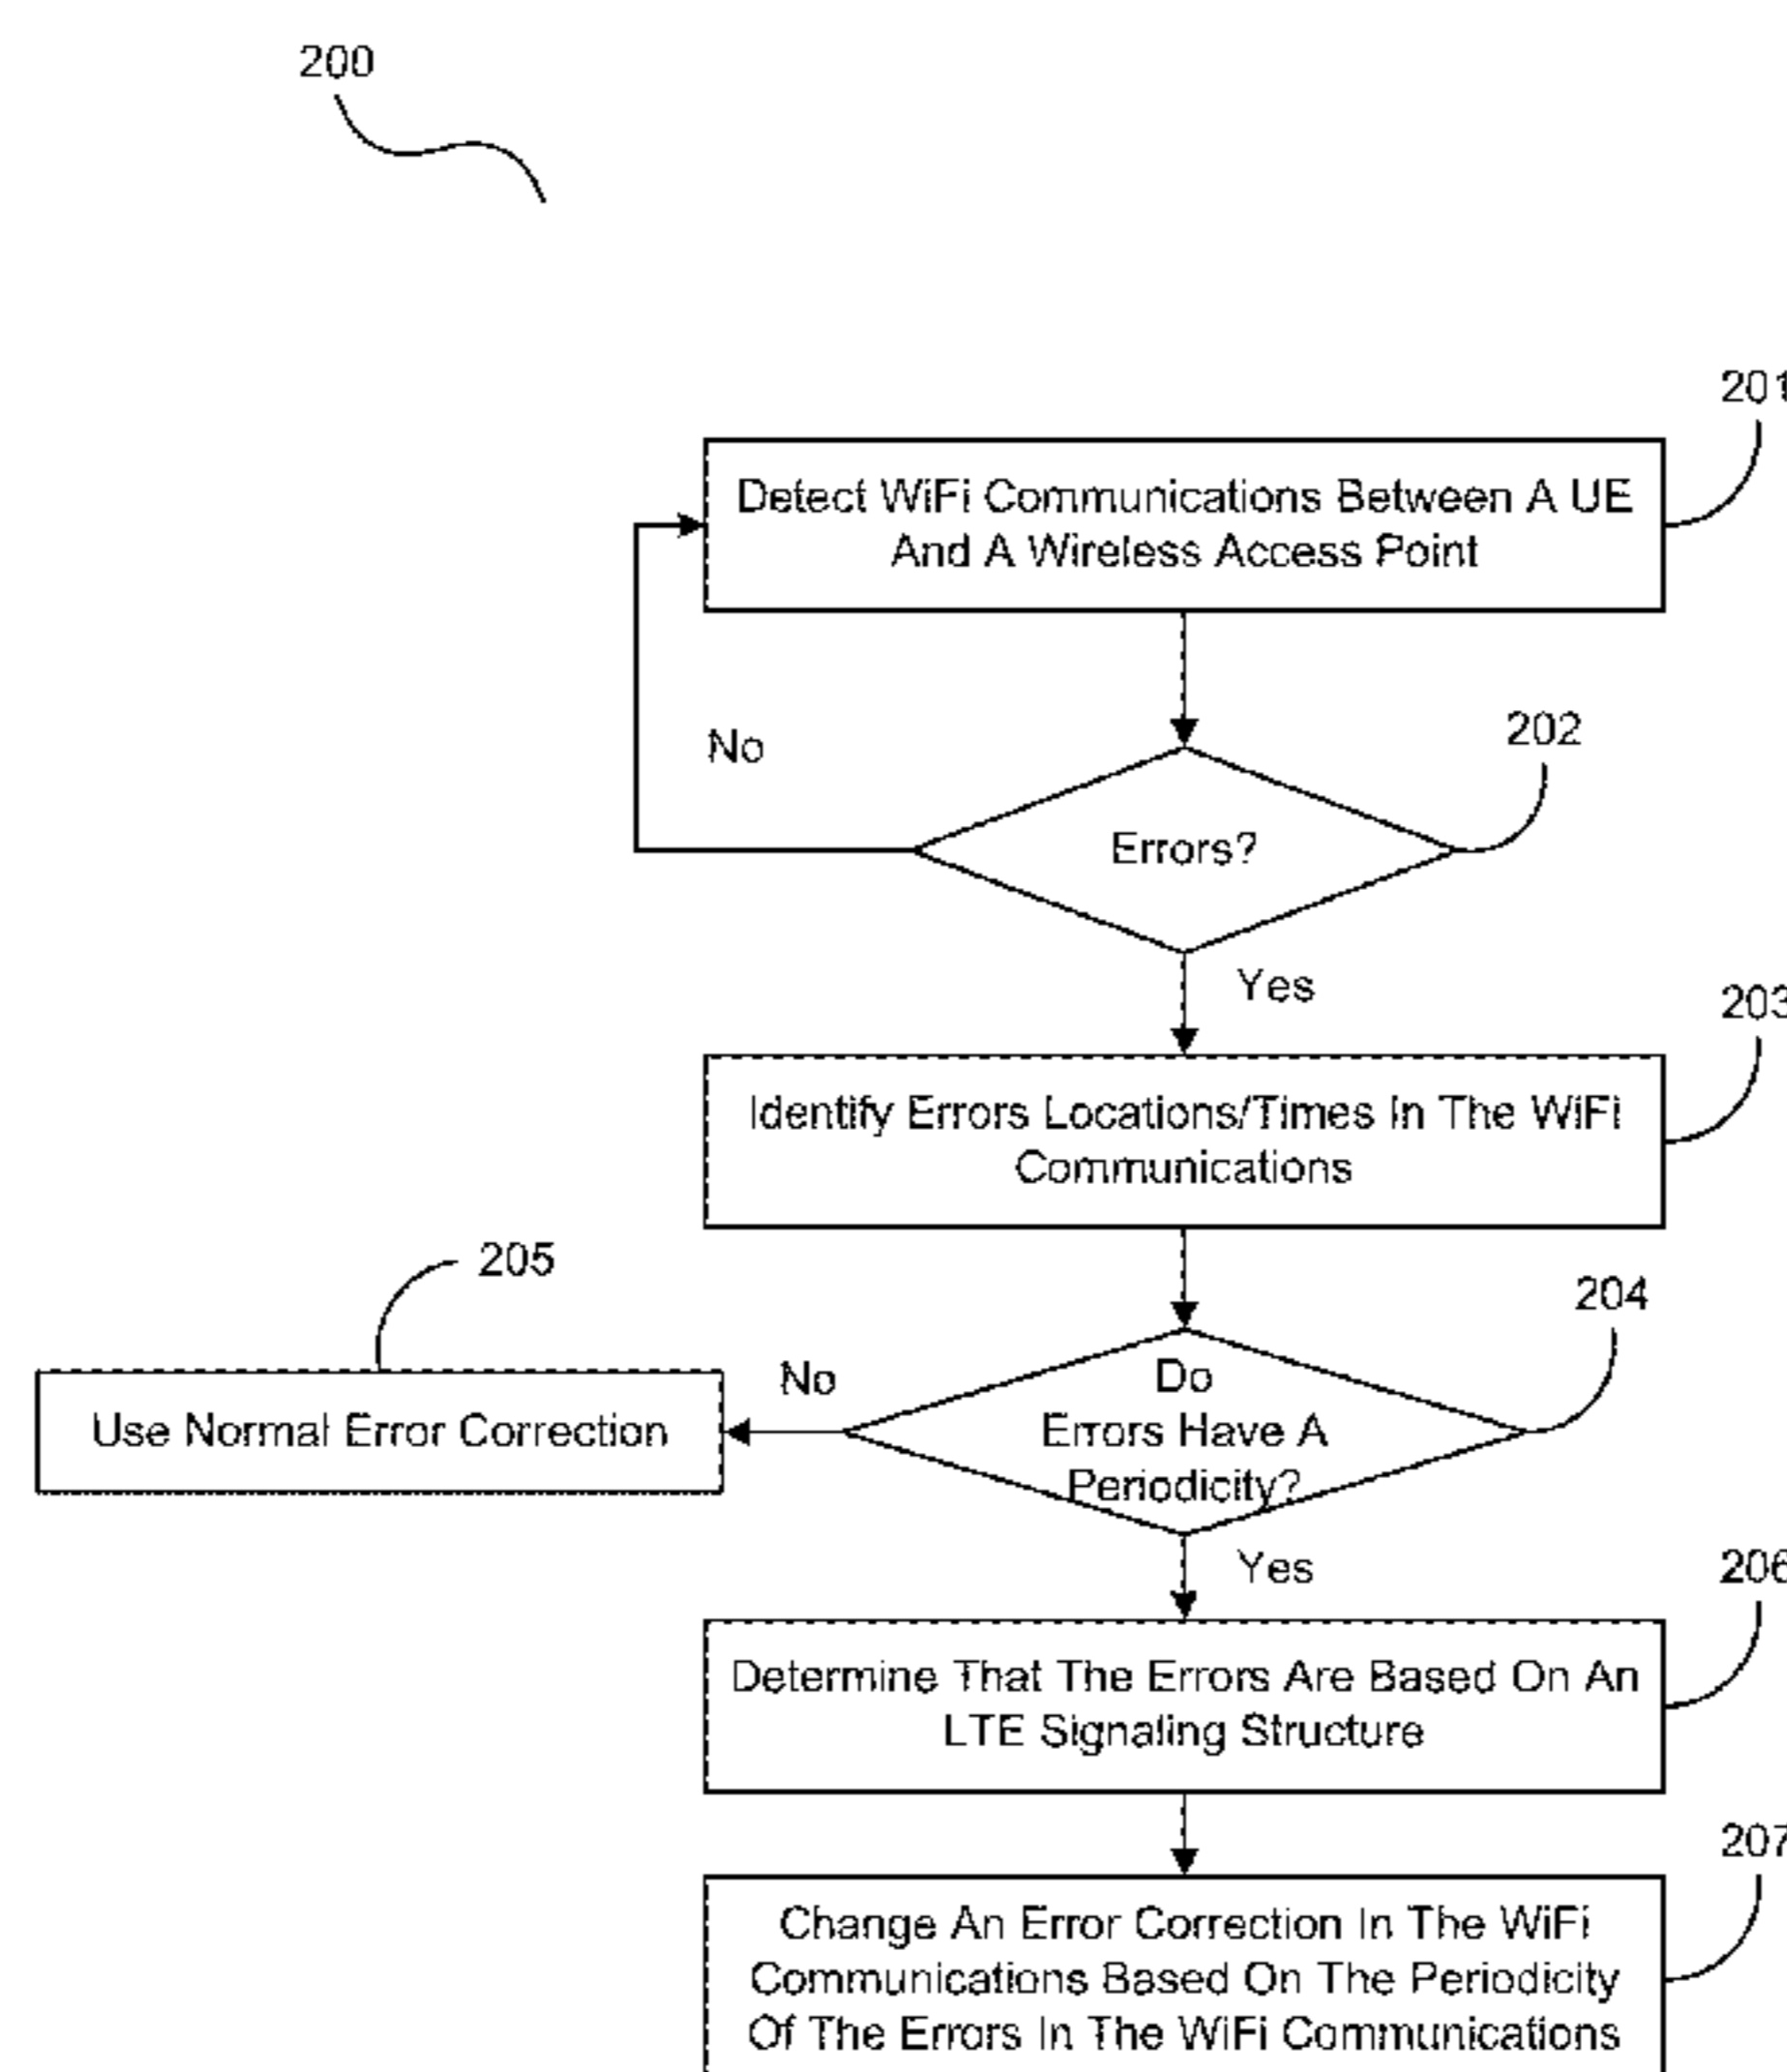 200
201
Detect WiFi Communications Between A UE
And A Wireless Access Point
No
202
Errors?
Yes
203
Identify Errors Locations/Times In The WiFi
Communications
205
204
Use Normal Error Correction
No
Do
Errors Have A
Periodicity?
Yes
206
Determine That The Errors Are Based On An
LTE Signaling Structure
207
Change An Error Correction In The WiFi
Communications Based On The Periodicity
Of The Errors In The WiFi Communications